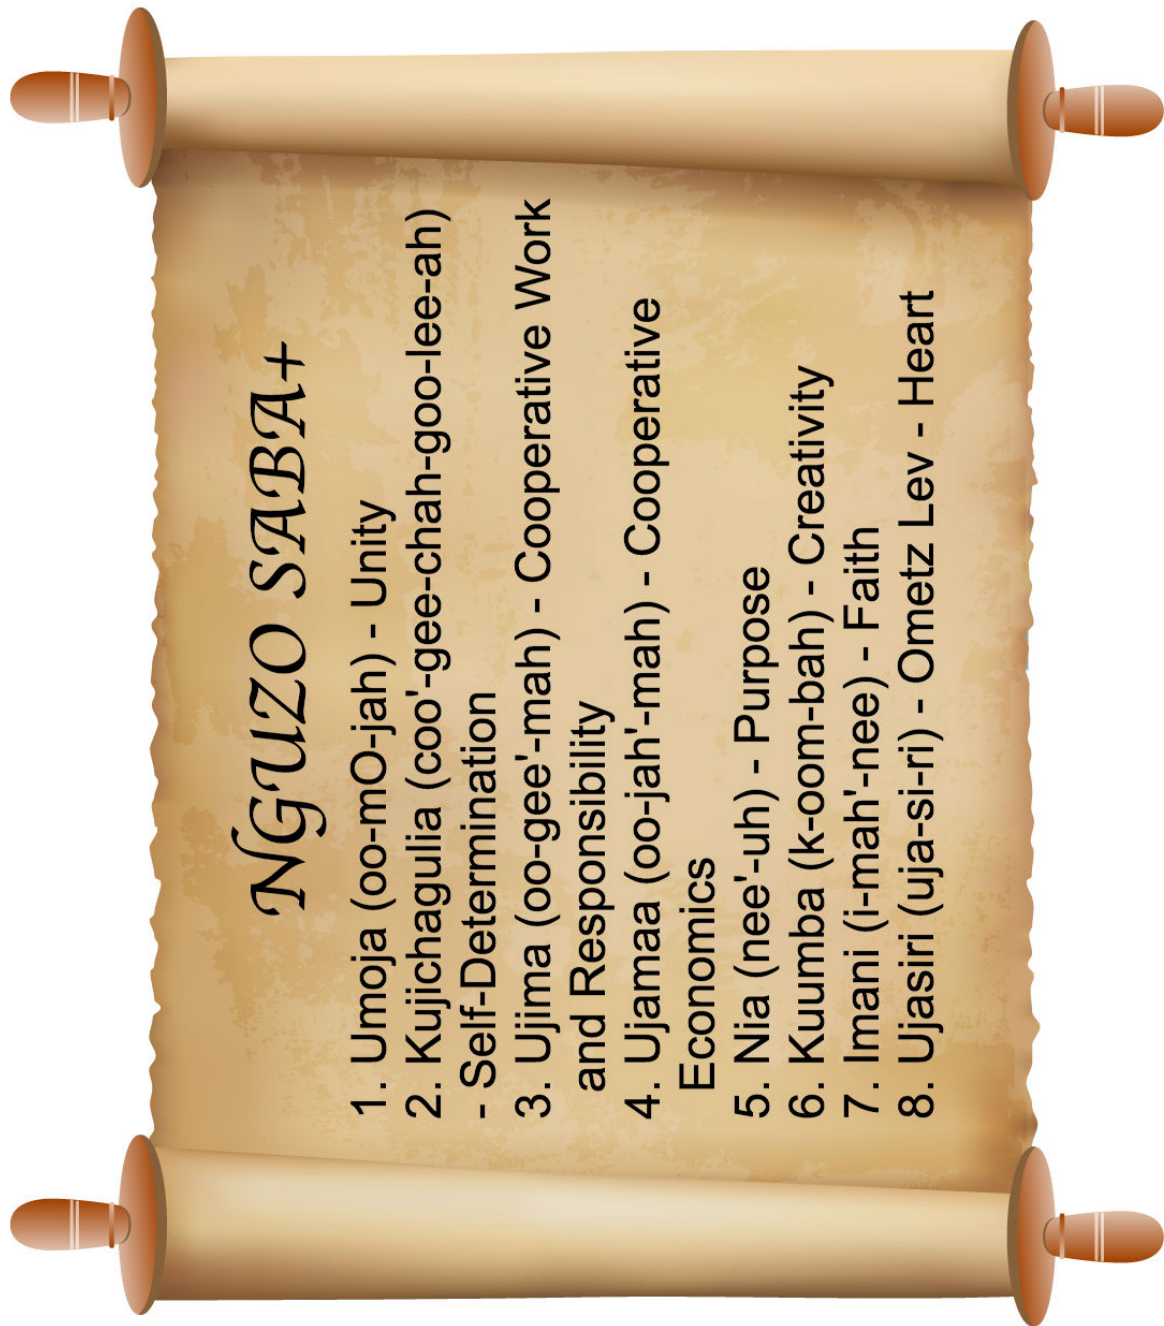 NGUZO SABA+
1. Umoja (oo-mO-jah) - Unity
2. Kujichagulia (coo'-gee-chah-goo-lee-ah)
- Self-Determination
3. Ujima (oo-gee'-mah) - Cooperative Work
and Responsibility
4. Ujamaa (oo-jah'-mah) - Cooperative
Economics
5. Nia (nee'-uh) - Purpose
6. Kuumba (k-oom-bah) - Creativity
7. Imani (i-mah'-nee) - Faith
8. Ujasiri (uja-si-ri) - Ometz Lev - Heart